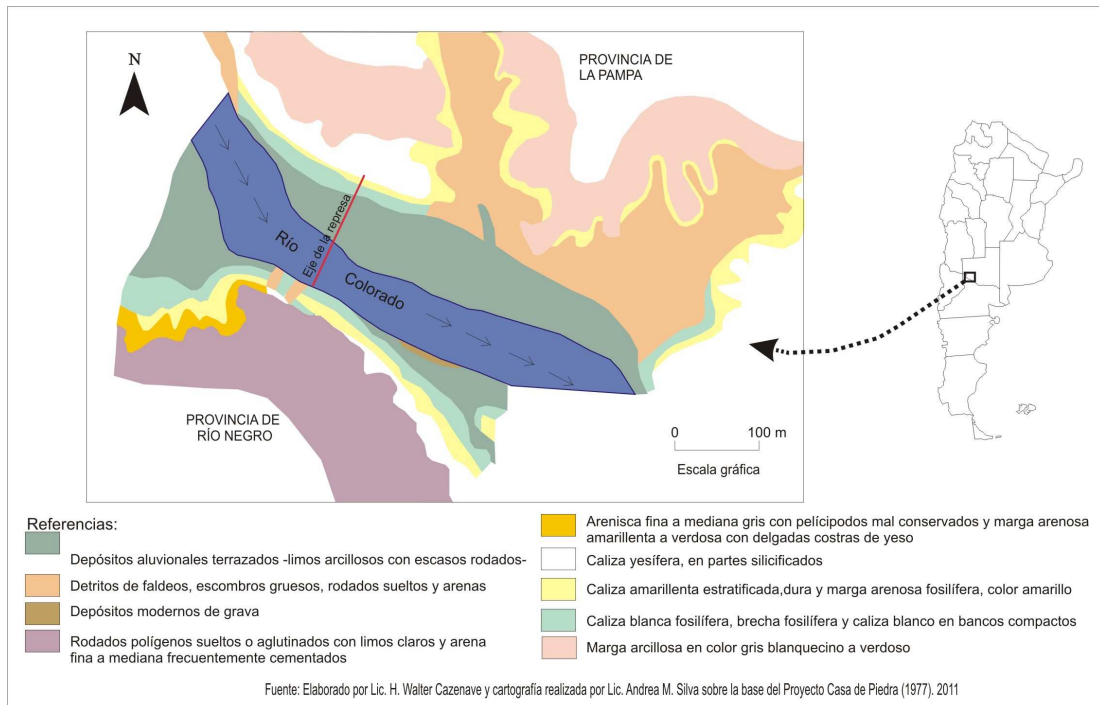 N
PROVINCIA DE
LA PAMPA
Eje de la represa
Río
Colorado
PROVINCIA DE
RÍO NEGRO
0 100 m
Escala gráfica
Referencias:
Depósitos aluvionales terrazados -limos arcillosos con escasos rodados-
Detritos de faldeos, escombros gruesos, rodados sueltos y arenas
Depósitos modernos de grava
Rodados polígenos sueltos o aglutinados con limos claros y arena
fina a mediana frecuentemente cementados
Arenisca fina a mediana gris con pelícipodos mal conservados y marga arenosa
amarillenta a verdosa con delgadas costras de yeso
Caliza yesífera, en partes silicificados
Caliza amarillenta estratificada,dura y marga arenosa fosilífera, color amarillo
Caliza blanca fosilífera, brecha fosilífera y caliza blanco en bancos compactos
Marga arcillosa en color gris blanquecino a verdoso
Fuente: Elaborado por Lic. H. Walter Cazenave y cartografía realizada por Lic. Andrea M. Silva sobre la base del Proyecto Casa de Piedra (1977). 2011